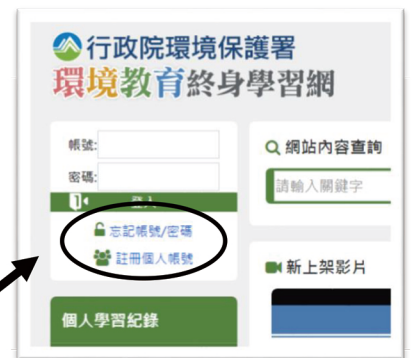 行政院環境保護署
環境教育終身學習網
帳號:
密碼:
登入
忘記帳號/密碼
註冊個人帳號
個人學習紀錄
網站內容查詢
請輸入關鍵字
新上架影片